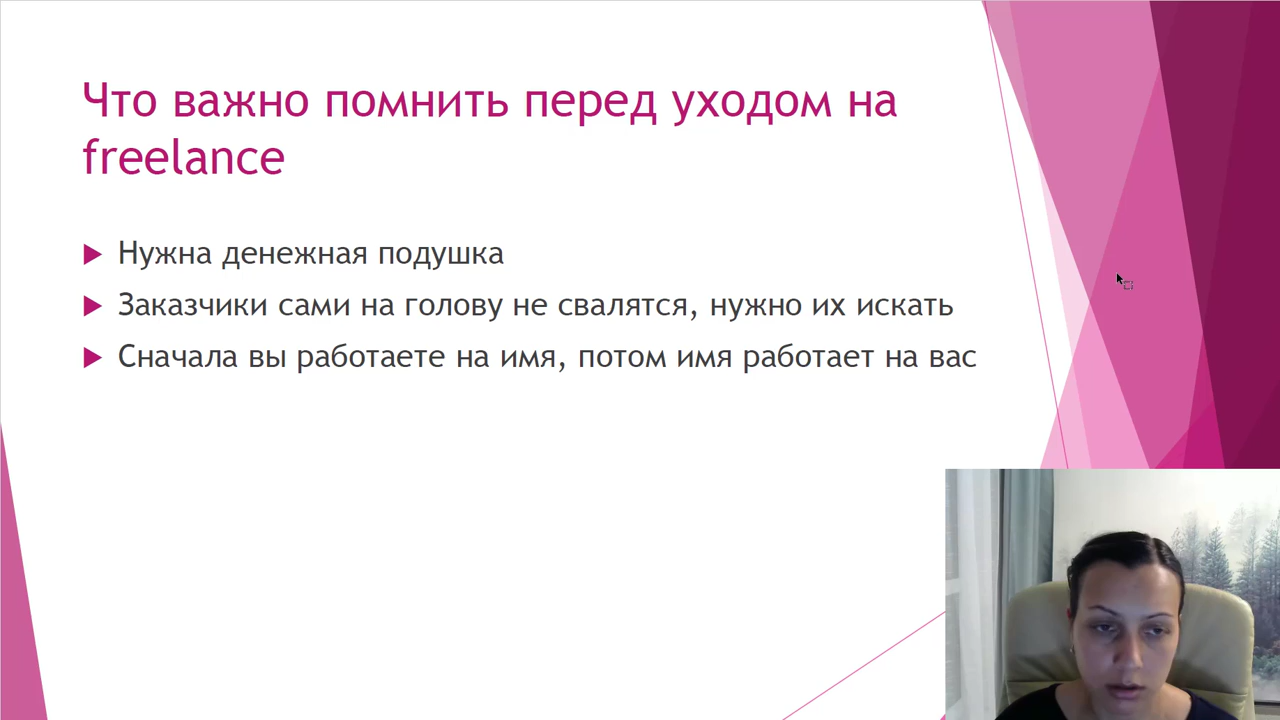 Что важно помнить перед уходом на
freelance
Нужна денежная подушка
Заказчики сами на голову не свалятся, нужно их искать
Сначала вы работаете на имя, потом имя работает на вас